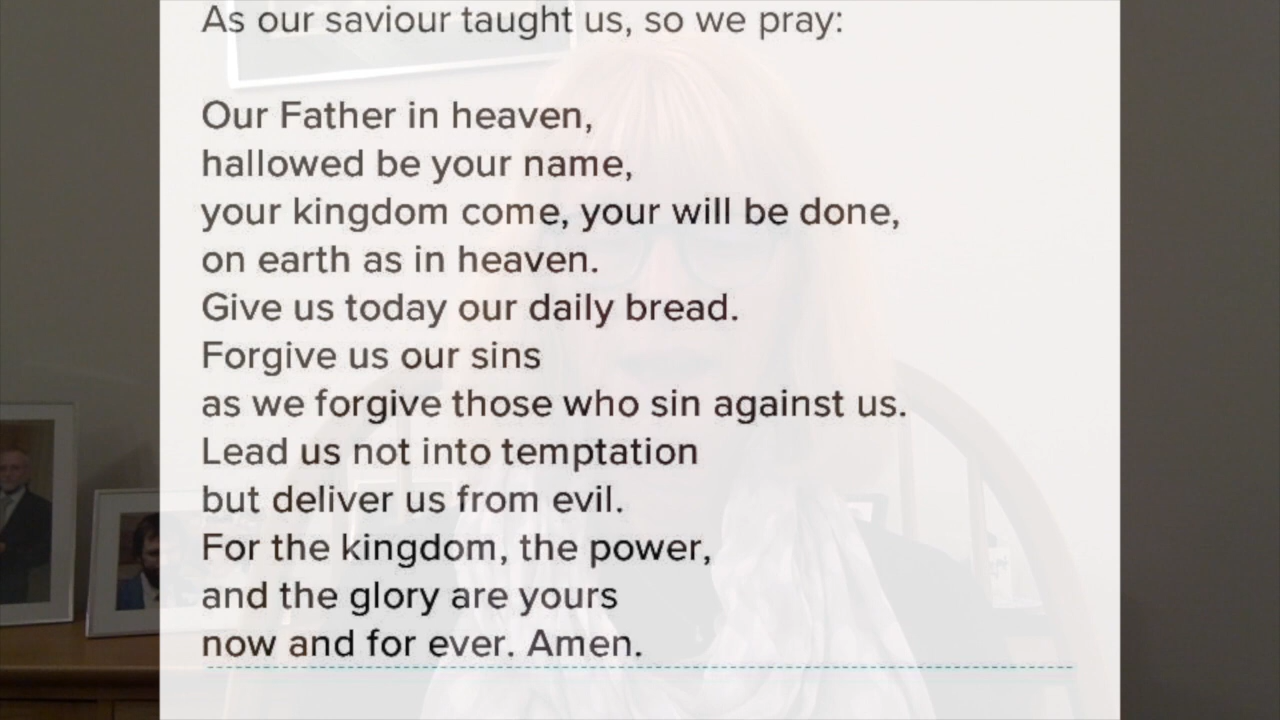 As our saviour taught us, so we pray:
Our Father in heaven,
hallowed be your name,
your kingdom come, your will be done,
on earth as in heaven.
Give us today our daily bread.
Forgive us our sins
as we forgive those who sin against us.
Lead us not into temptation
but deliver us from evil.
For the kingdom, the power,
and the glory are yours
now and for ever. Amen.